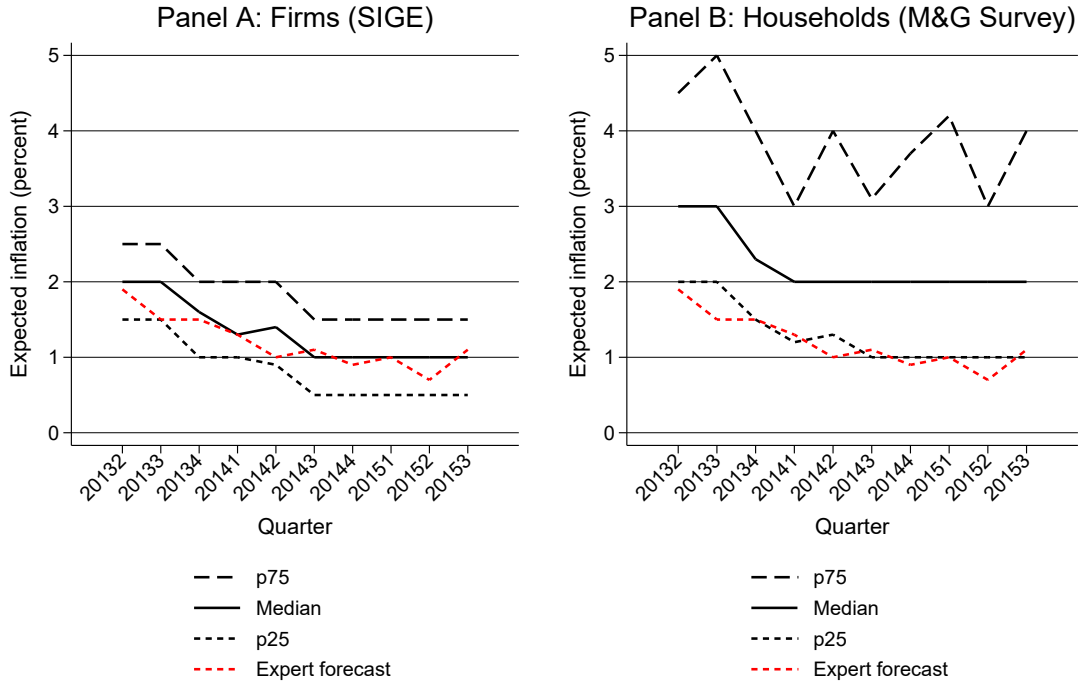 Panel A: Firms (SIGE)
Expected inflation (percent)
5
4
3
2
1
0
20132
20133
20134
20141
20142
20143
20144
20151
20152
20153
Quarter
p75
Median
p25
Expert forecast
Panel B: Households (M&G Survey)
Expected inflation (percent)
5
4
3
2
1
0
20132
20133
20134
20141
20142
20143
20144
20151
20152
20153
Quarter
p75
Median
p25
Expert forecast